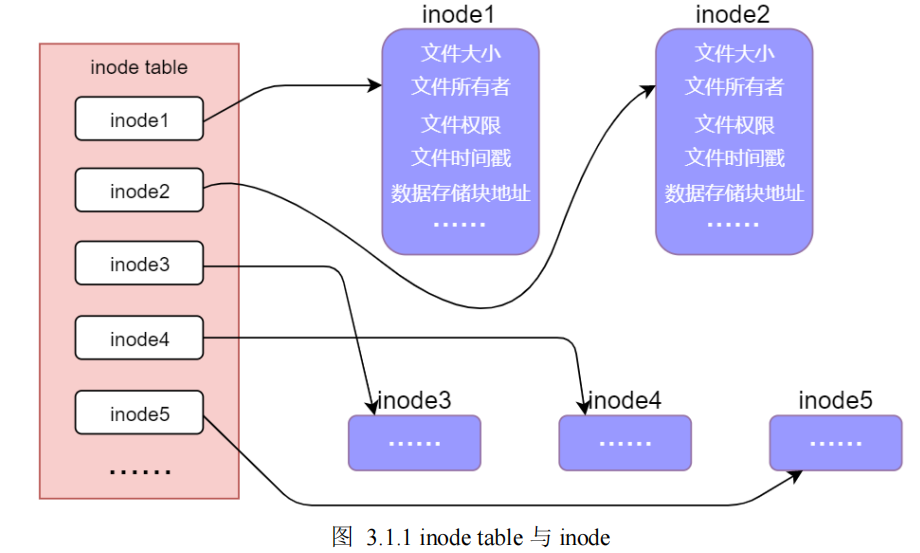 inode table
inode1
inode2
inode3
inode4
inode5
······
inode1
文件大小
文件所有者
文件权限
文件时间戳
数据存储块地址
······
inode2
文件大小
文件所有者
文件权限
文件时间戳
数据存储块地址
······
inode3
······
inode4
······
inode5
······
图 3.1.1 inode table 与 inode